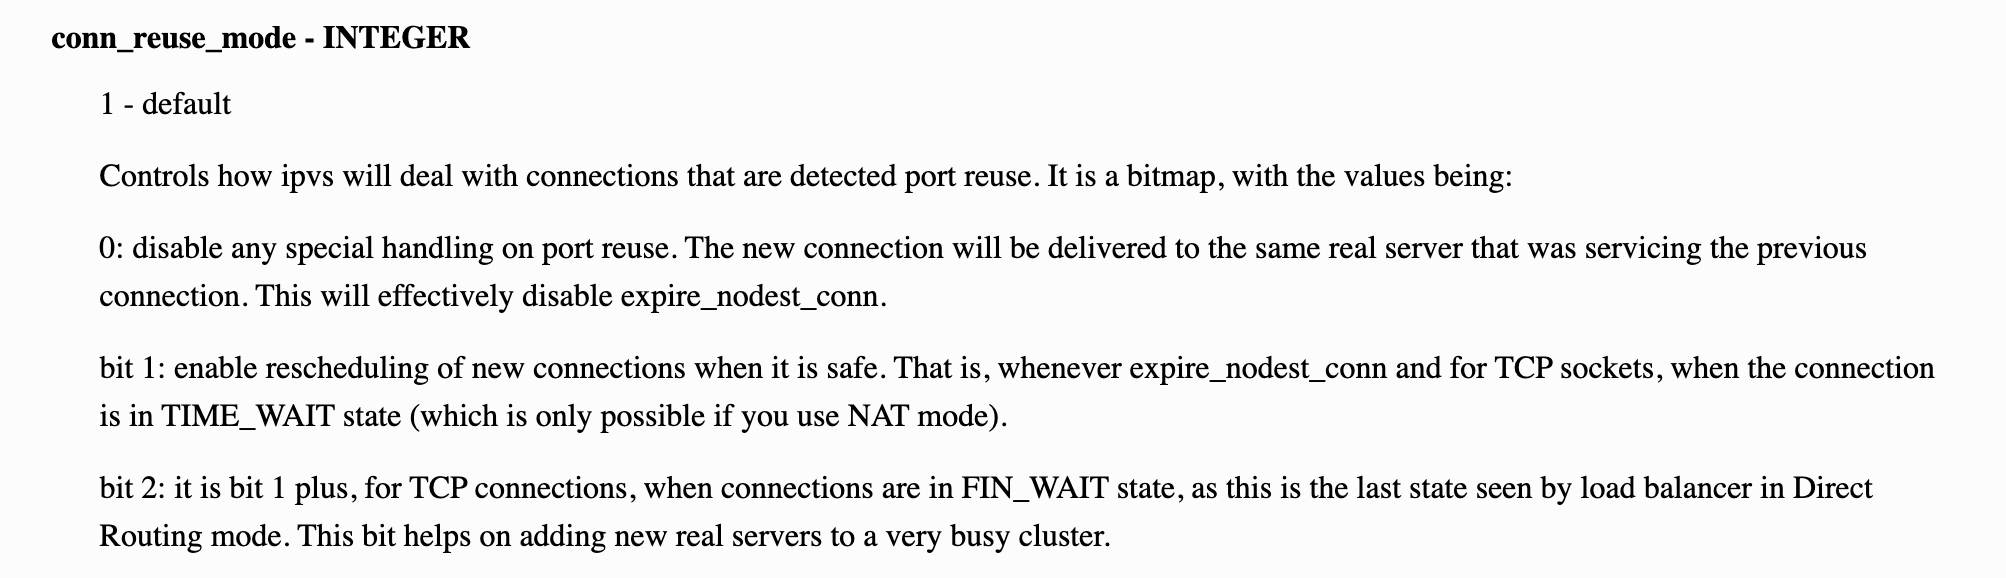 conn_reuse_mode - INTEGER
1 - default
Controls how ipvs will deal with connections that are detected port reuse. It is a bitmap, with the values being:
0: disable any special handling on port reuse. The new connection will be delivered to the same real server that was servicing the previous
connection. This will effectively disable expire_nodest_conn.
bit 1: enable rescheduling of new connections when it is safe. That is, whenever expire_nodest_conn and for TCP sockets, when the connection
is in TIME_WAIT state (which is only possible if you use NAT mode).
bit 2: it is bit 1 plus, for TCP connections, when connections are in FIN_WAIT state, as this is the last state seen by load balancer in Direct
Routing mode. This bit helps on adding new real servers to a very busy cluster.